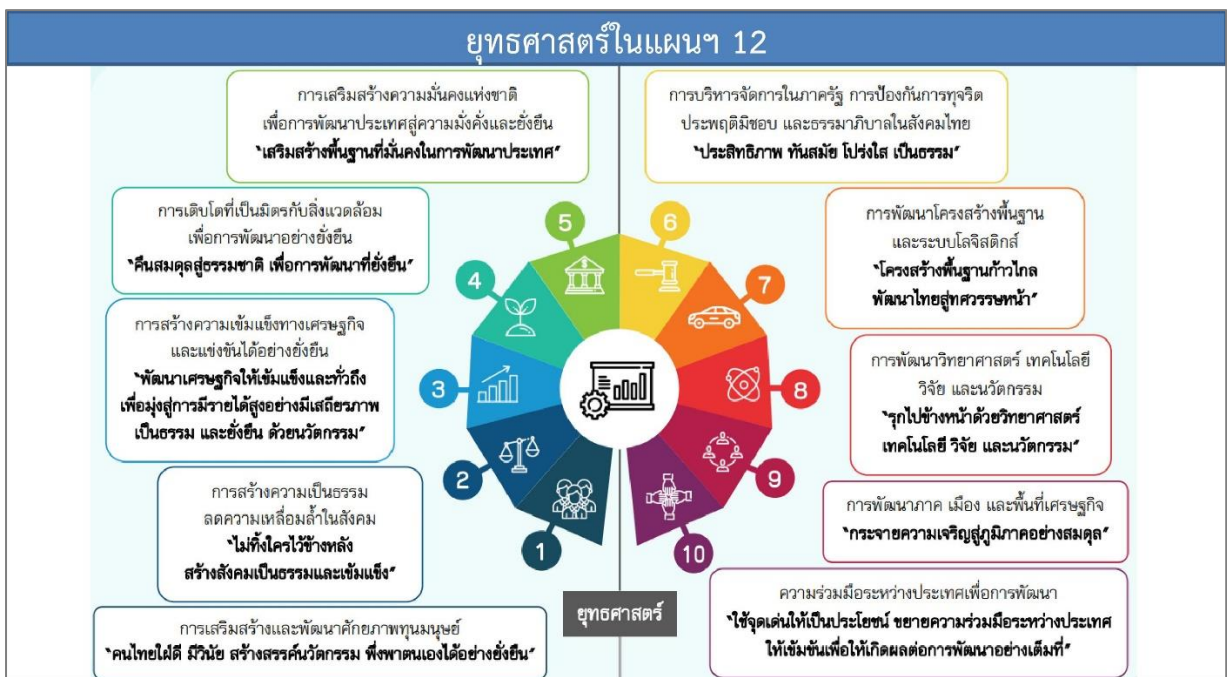 ยุทธศาสตร์ในแผนฯ 12
การเสริมสร้างความมั่นคงแห่งชาติ
เพื่อการพัฒนาประเทศสู่ความมั่งคั่งและยั่งยืน
“เสริมสร้างพื้นฐานที่มั่นคงในการพัฒนาประเทศ”
5
การเติบโตที่เป็นมิตรกับสิ่งแวดล้อม
เพื่อการพัฒนาอย่างยั่งยืน
“คืนสมดุลสู่ธรรมชาติ เพื่อการพัฒนาที่ยั่งยืน”
4
การสร้างความเข้มแข็งทางเศรษฐกิจ
และแข่งขันได้อย่างยั่งยืน
“พัฒนาเศรษฐกิจให้เข้มแข็งและทั่วถึง
เพื่อมุ่งสู่การมีรายได้สูงอย่างมีเสถียรภาพ
เป็นธรรม และยั่งยืน ด้วยนวัตกรรม”
3
การสร้างความเป็นธรรม
ลดความเหลื่อมล้ำในสังคม
“ไม่ทิ้งใครไว้ข้างหลัง
สร้างสังคมเป็นธรรมและเข้มแข็ง”
2
การเสริมสร้างและพัฒนาศักยภาพทุนมนุษย์
“คนไทยใฝ่ดี มีวินัย สร้างสรรค์นวัตกรรม พึ่งพาตนเองได้อย่างยั่งยืน”
1
ยุทธศาสตร์
การบริหารจัดการในภาครัฐ การป้องกันการทุจริต
ประพฤติมิชอบ และธรรมาภิบาลในสังคมไทย
“ประสิทธิภาพ ทันสมัย โปร่งใส เป็นธรรม”
6
การพัฒนาโครงสร้างพื้นฐาน
และระบบโลจิสติกส์
“โครงสร้างพื้นฐานก้าวไกล
พัฒนาไทยสู่ทศวรรษหน้า”
7
การพัฒนาวิทยาศาสตร์ เทคโนโลยี
วิจัย และนวัตกรรม
“รุกไปข้างหน้าด้วยวิทยาศาสตร์
เทคโนโลยี วิจัย และนวัตกรรม”
8
การพัฒนาภาค เมือง และพื้นที่เศรษฐกิจ
“กระจายความเจริญสู่ภูมิภาคอย่างสมดุล”
9
ความร่วมมือระหว่างประเทศเพื่อการพัฒนา
“ใช้จุดเด่นให้เป็นประโยชน์ ขยายความร่วมมือระหว่างประเทศ
ให้เข้มข้นเพื่อให้เกิดผลต่อการพัฒนาอย่างเต็มที่”
10